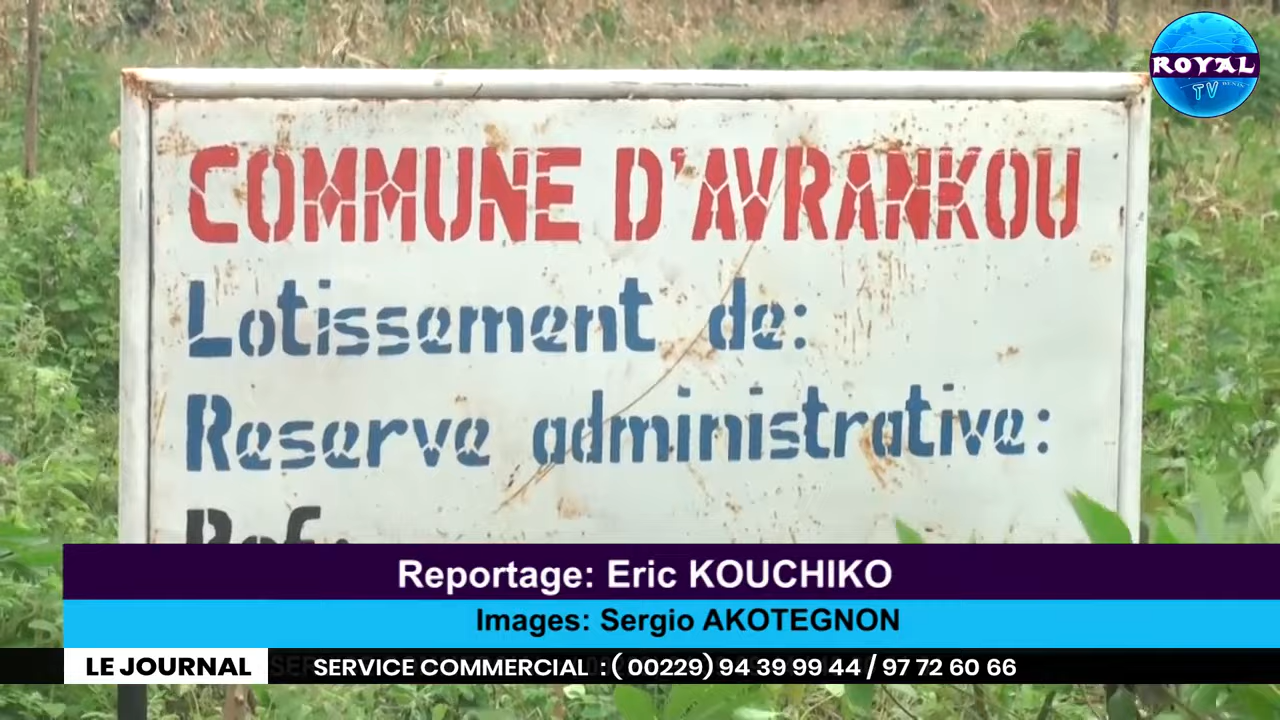 ROYAL
TV
COMMUNE D'AVRANKOU
Lotissement de:
Reserve administrative:
Ref:
Reportage: Eric KOUCHIKO
Images: Sergio AKOTEGNON
LE JOURNAL
SERVICE COMMERCIAL : ( 00229) 94 39 99 44 / 97 72 60 66